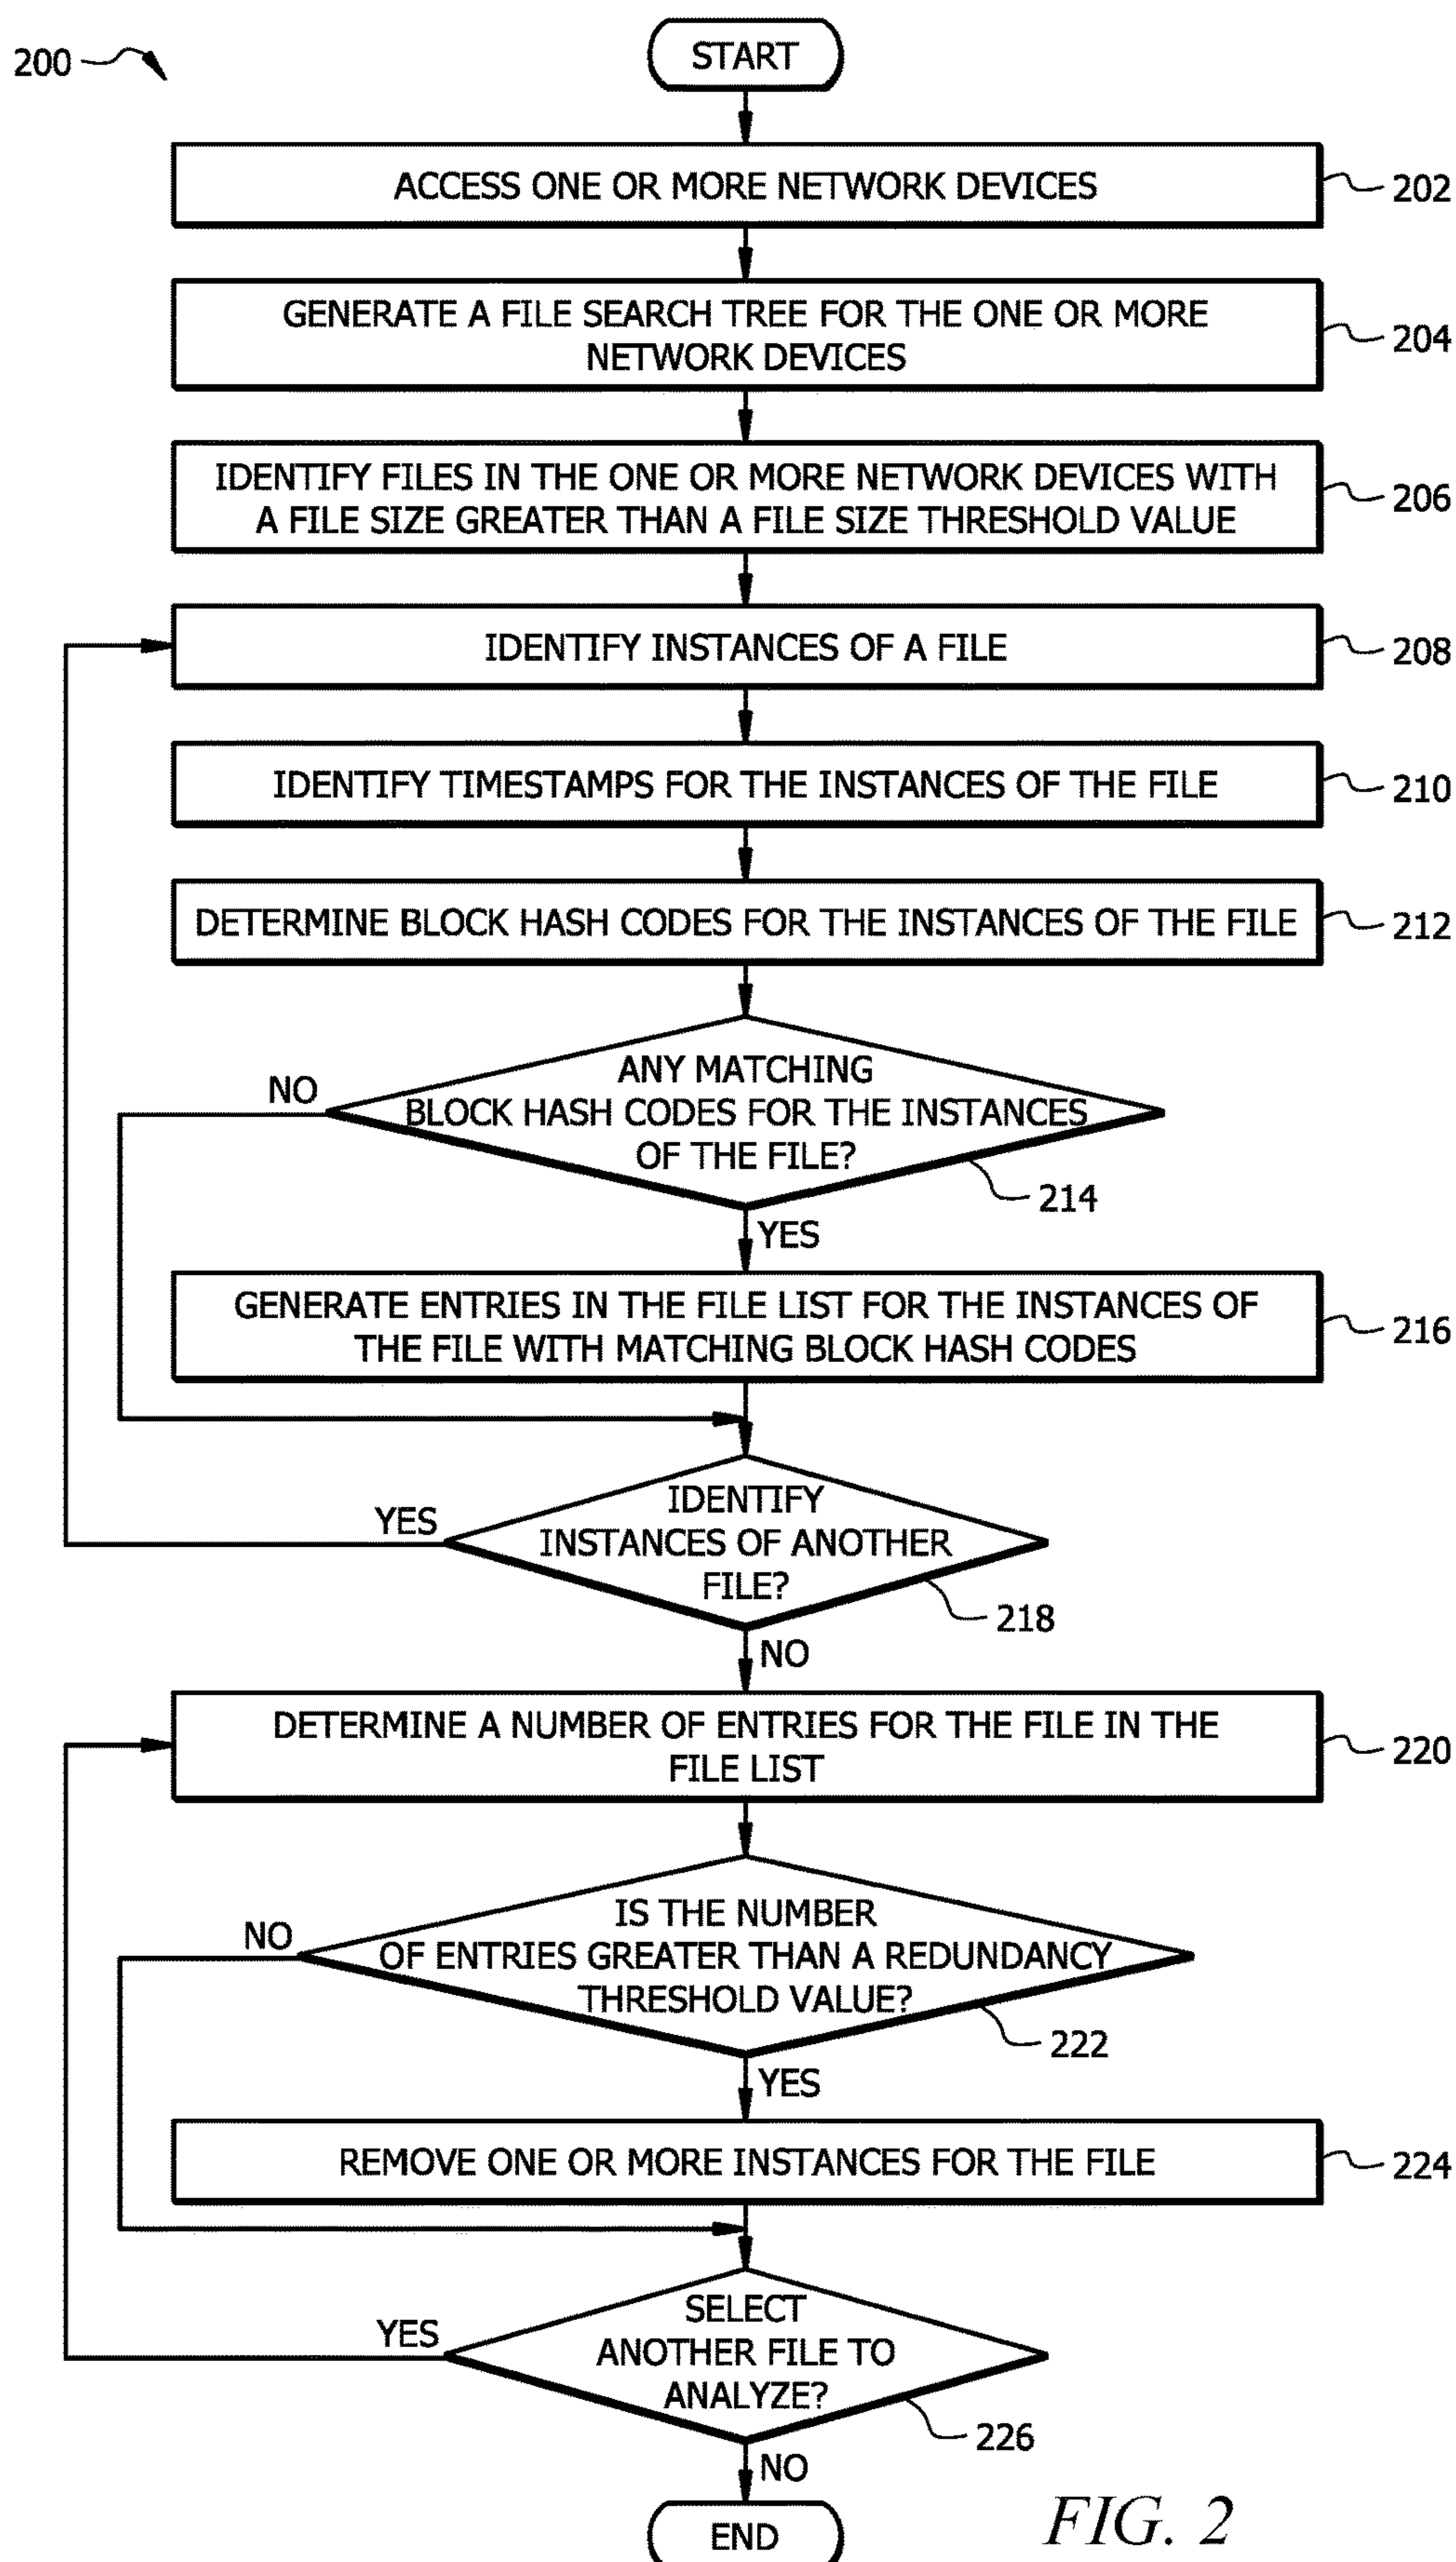 200
START
ACCESS ONE OR MORE NETWORK DEVICES
202
GENERATE A FILE SEARCH TREE FOR THE ONE OR MORE
NETWORK DEVICES
204
IDENTIFY FILES IN THE ONE OR MORE NETWORK DEVICES WITH
A FILE SIZE GREATER THAN A FILE SIZE THRESHOLD VALUE
206
IDENTIFY INSTANCES OF A FILE
208
IDENTIFY TIMESTAMPS FOR THE INSTANCES OF THE FILE
210
DETERMINE BLOCK HASH CODES FOR THE INSTANCES OF THE FILE
212
ANY MATCHING
BLOCK HASH CODES FOR THE INSTANCES
OF THE FILE?
NO
214
YES
GENERATE ENTRIES IN THE FILE LIST FOR THE INSTANCES OF
THE FILE WITH MATCHING BLOCK HASH CODES
216
IDENTIFY
INSTANCES OF ANOTHER
FILE?
YES
218
NO
DETERMINE A NUMBER OF ENTRIES FOR THE FILE IN THE
FILE LIST
220
IS THE NUMBER
OF ENTRIES GREATER THAN A REDUNDANCY
THRESHOLD VALUE?
NO
222
YES
REMOVE ONE OR MORE INSTANCES FOR THE FILE
224
SELECT
ANOTHER FILE TO
ANALYZE?
YES
226
NO
END
FIG. 2